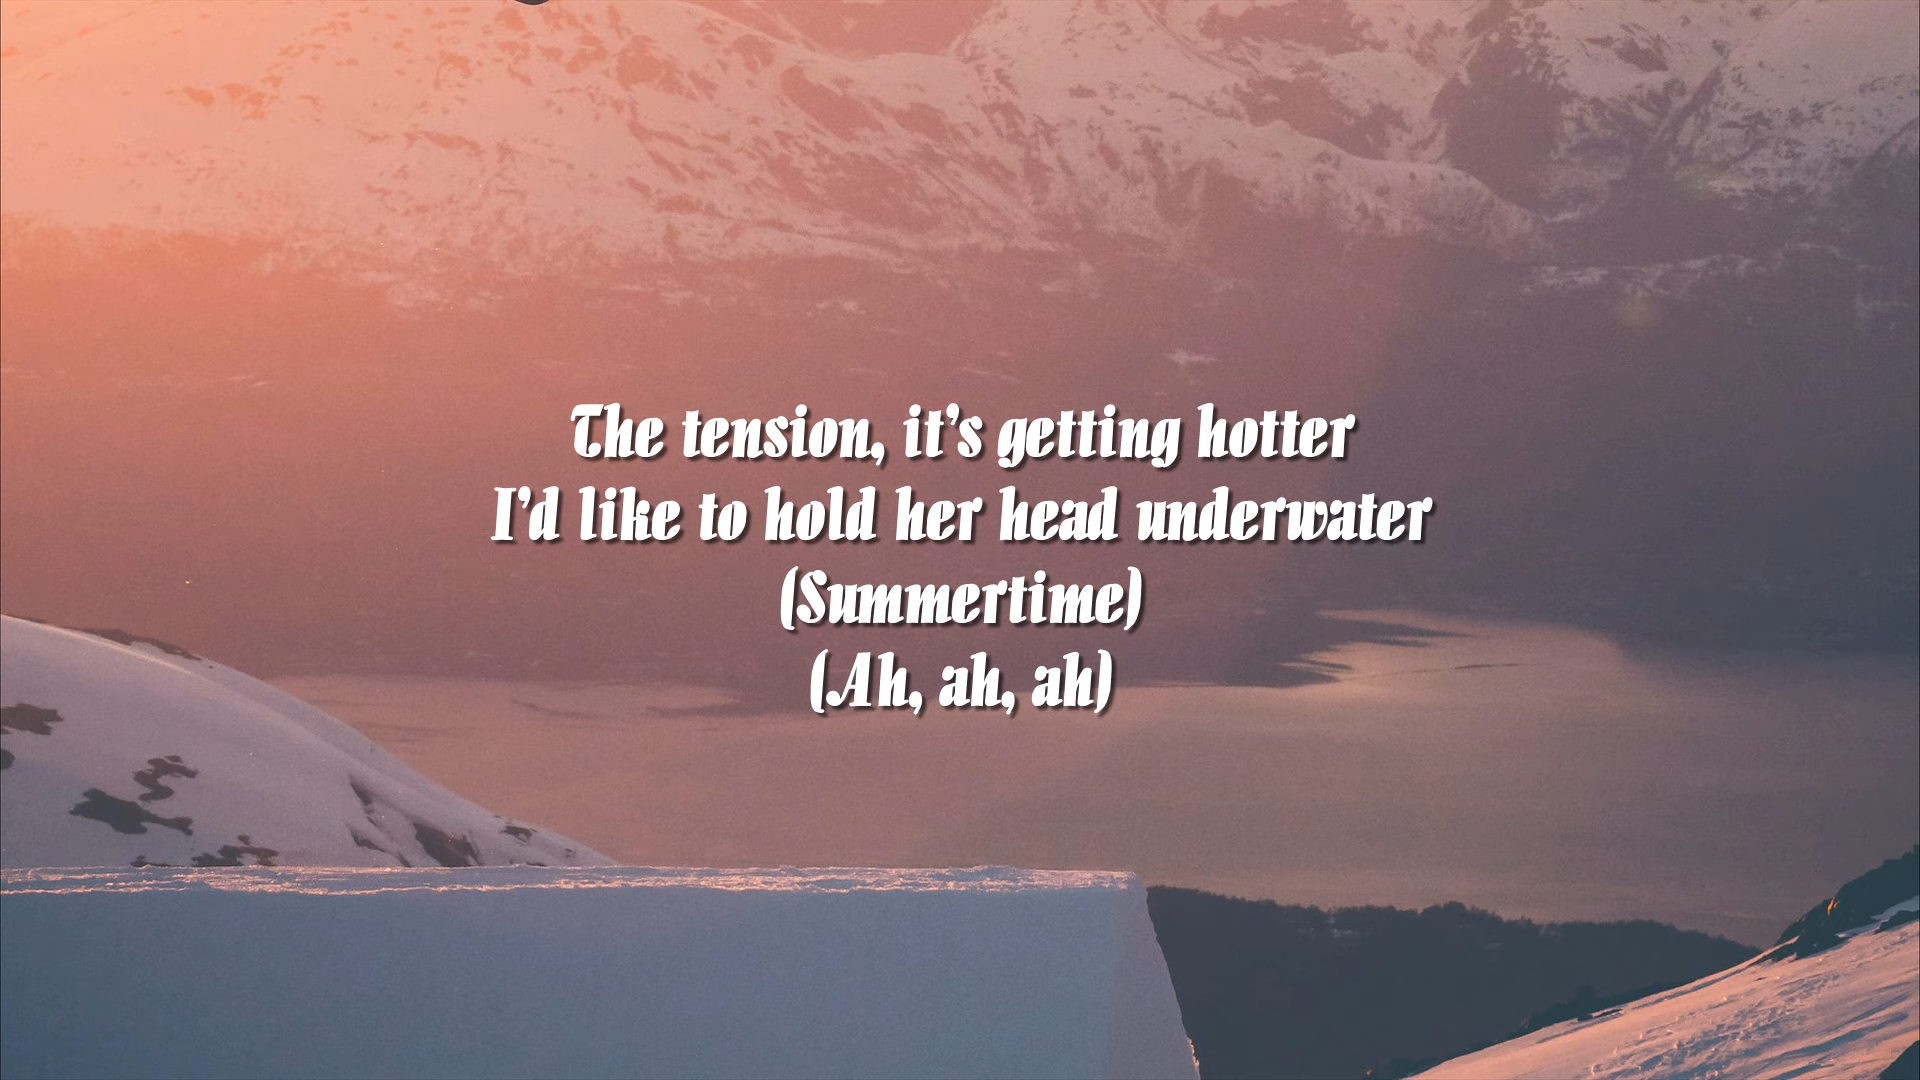 The tension, it's getting hotter
I'd like to hold her head underwater
(Summertime)
(Ah, ah, ah)